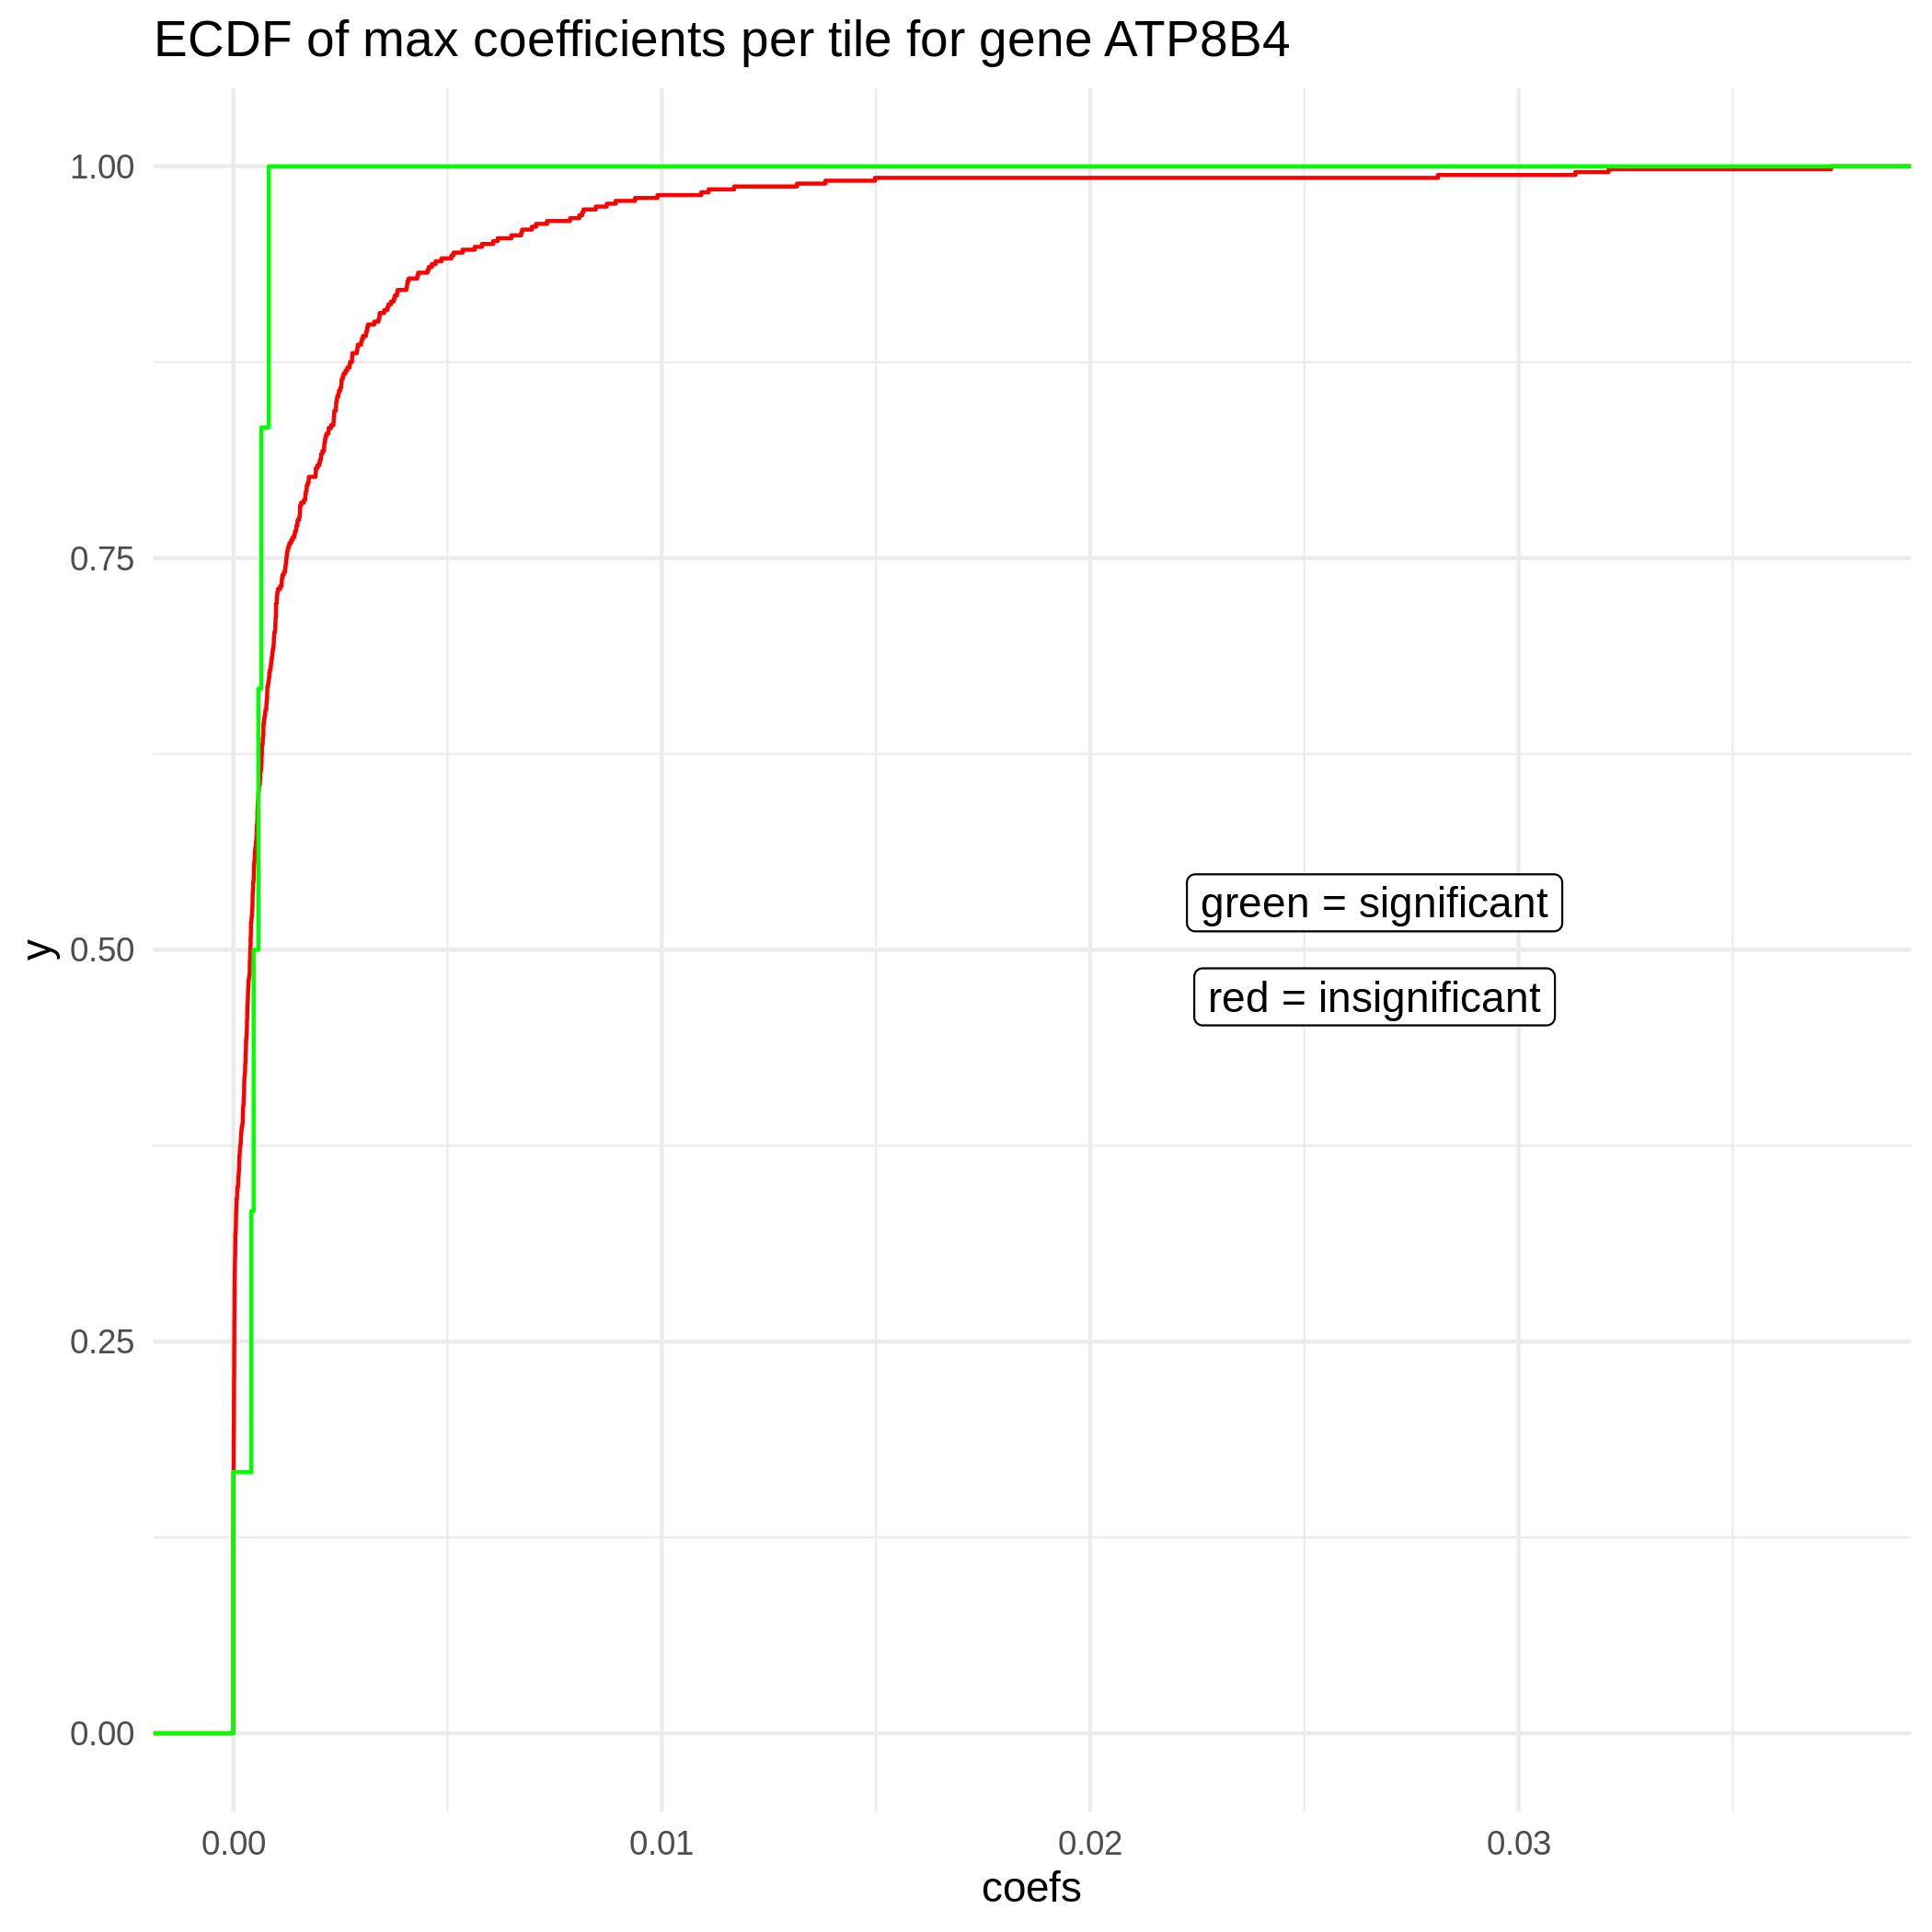 ECDF of max coefficients per tile for gene ATP8B4
1.00
0.75
0.50
0.25
0.00
y
green = significant
red = insignificant
0.00
0.01
0.02
0.03
coefs